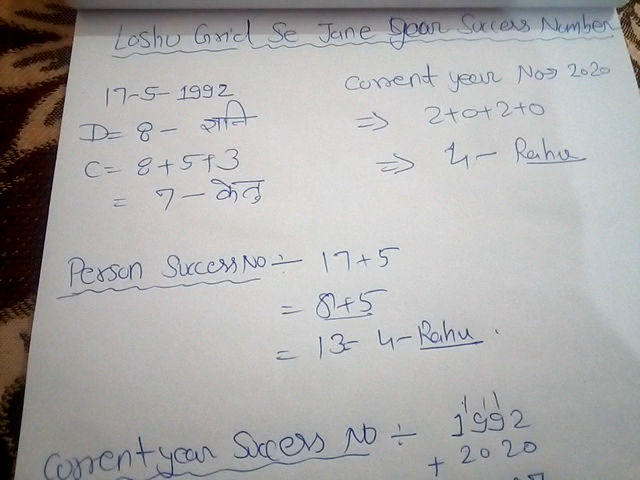 Loshu Grid Se Jane Year Success Number
17-5-1992
D= 8 - शनि
C= 8+5+3
= 7 - केतु
Current year No→ 2020
⇒ 2+0+2+0
⇒ 4 - Rahu
Person Success No÷ 17+5
= 8+5
= 13= 4 - Rahu.
Current year Success No ÷ 1992
+ 2020